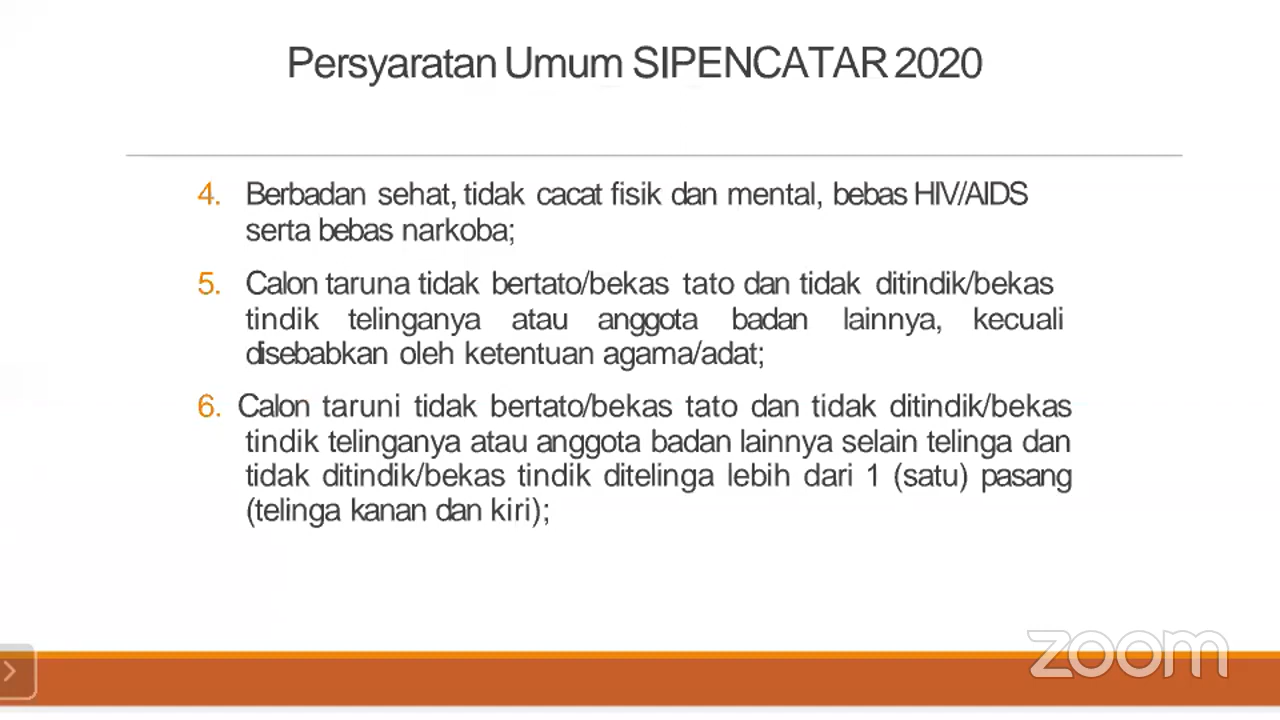 Persyaratan Umum SIPENCATAR 2020
4. Berbadan sehat, tidak cacat fisik dan mental, bebas HIV/AIDS
serta bebas narkoba;
5. Calon taruna tidak bertato/bekas tato dan tidak ditindik/bekas
tindik telinganya atau anggota badan lainnya, kecuali
disebabkan oleh ketentuan agama/adat;
6. Calon taruni tidak bertato/bekas tato dan tidak ditindik/bekas
tindik telinganya atau anggota badan lainnya selain telinga dan
tidak ditindik/bekas tindik ditelinga lebih dari 1 (satu) pasang
(telinga kanan dan kiri);
zoom